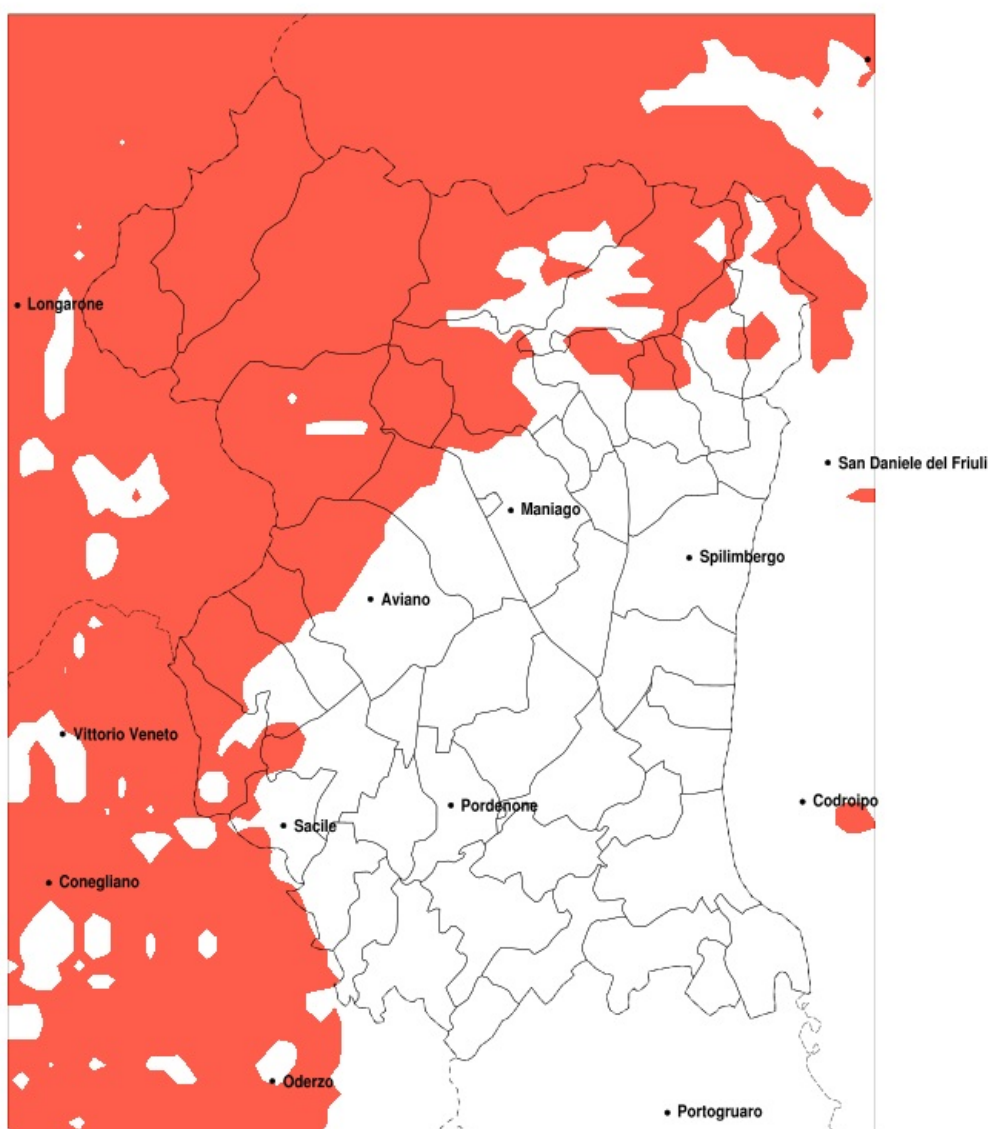 Longarone
San Daniele del Friuli
Maniago
Spilimbergo
Aviano
Vittorio Veneto
Codroipo
Pordenone
Sacile
Conegliano
Oderzo
Portogruaro